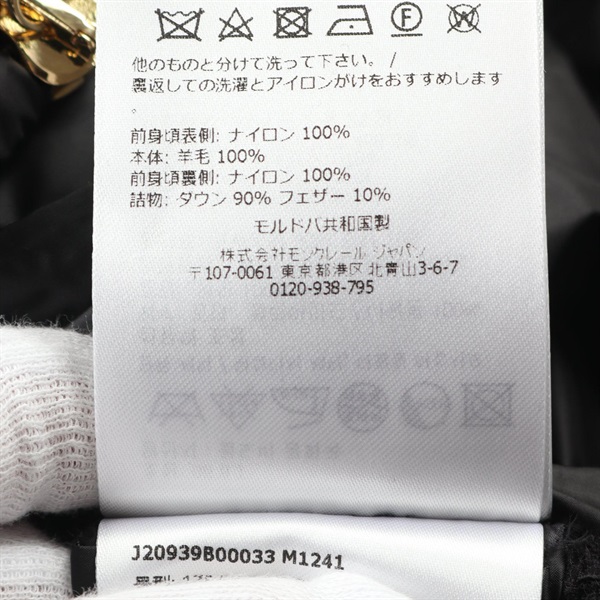 他のものと分けて洗って下さい。/
裏返しての洗濯とアイロンがけをおすすめします
。
前身頃表側: ナイロン 100%
本体: 羊毛 100%
前身頃裏側: ナイロン 100%
詰物: ダウン 90% フェザー 10%
モルドバ共和国製
株式会社モンクレール ジャパン
〒107-0061 東京都港区北青山3-6-7
0120-938-795
J20939B00033 M1241